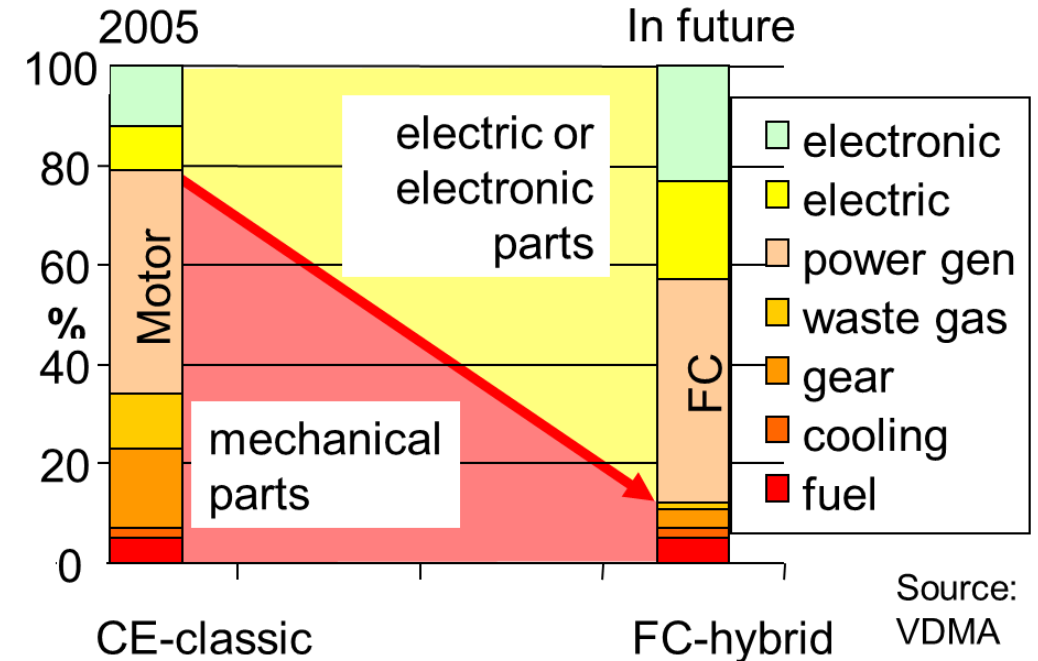 2005
In future
100
80
60
%
40
20
0
Motor
FC
electric or
electronic
parts
mechanical
parts
electronic
electric
power gen
waste gas
gear
cooling
fuel
CE-classic
FC-hybrid
Source:
VDMA